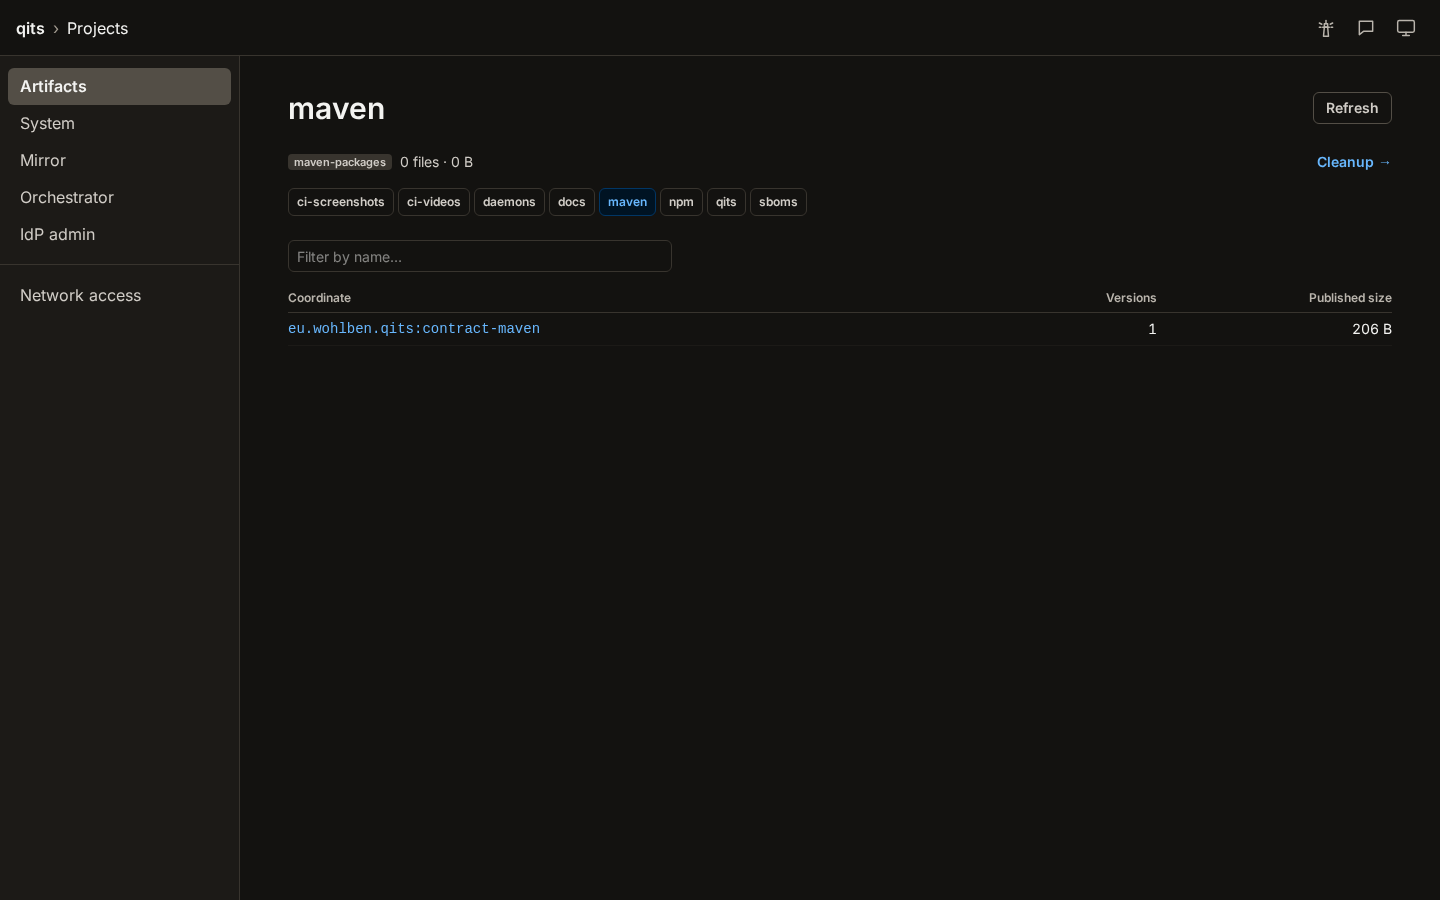 qits › Projects
Artifacts
System
Mirror
Orchestrator
IdP admin
Network access
maven
Refresh
maven-packages 0 files · 0 B
Cleanup →
ci-screenshots ci-videos daemons docs maven npm qits sboms
Filter by name...
Coordinate Versions Published size
eu.wohlben.qits:contract-maven 1 206 B